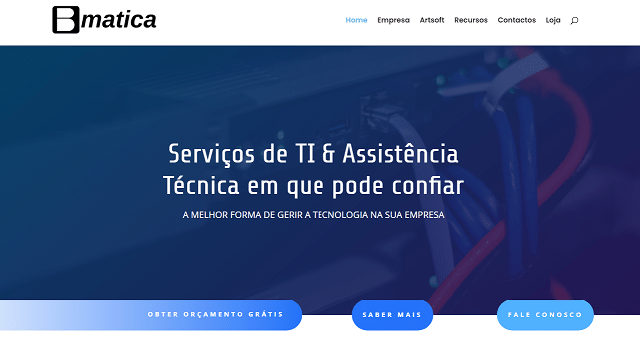 Bmatica
Home Empresa Artsoft Recursos Contactos Loja
Serviços de TI & Assistência
Técnica em que pode confiar
A MELHOR FORMA DE GERIR A TECNOLOGIA NA SUA EMPRESA
OBTER ORÇAMENTO GRÁTIS SABER MAIS FALE CONOSCO